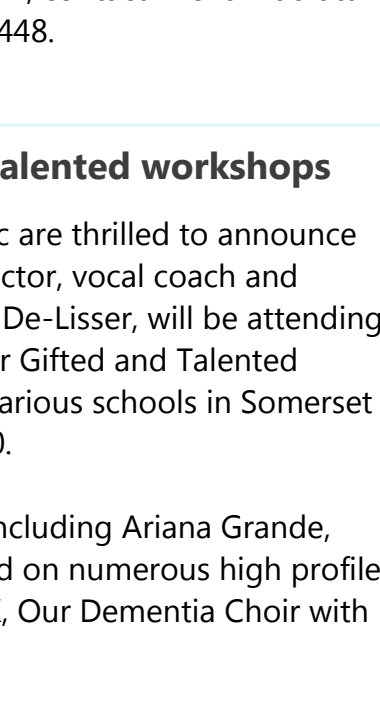 448.
alented workshops
c are thrilled to announce
ctor, vocal coach and
De-Lisser, will be attending
r Gifted and Talented
arious schools in Somerset
0.
ncluding Ariana Grande,
d on numerous high profile
, Our Dementia Choir with